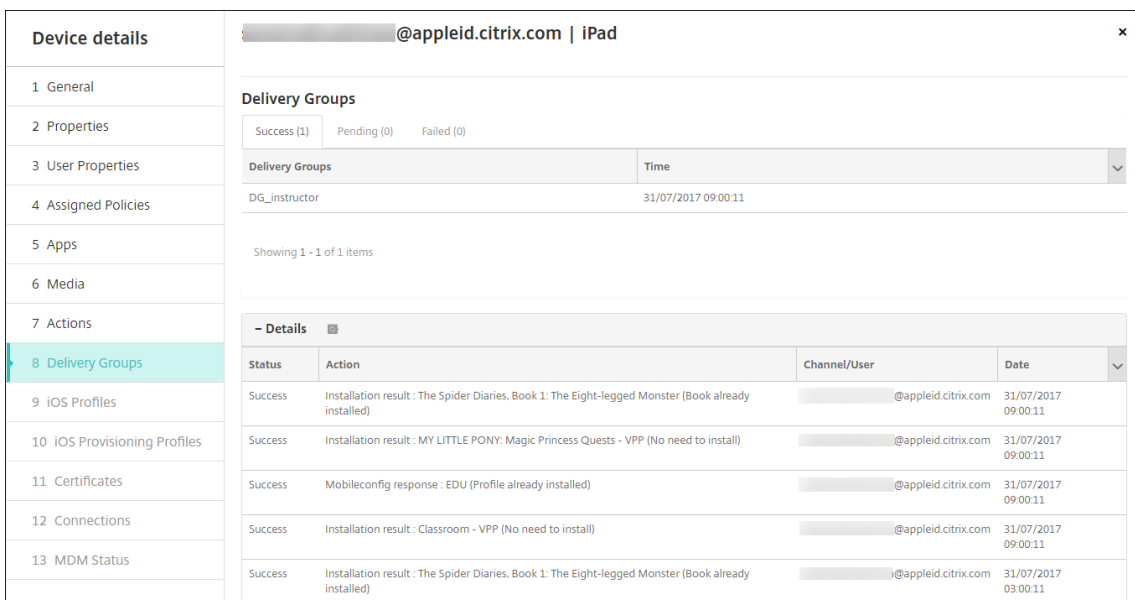 Device details
@appleid.citrix.com | iPad
×
1 General
2 Properties
3 User Properties
4 Assigned Policies
5 Apps
6 Media
7 Actions
8 Delivery Groups
9 iOS Profiles
10 iOS Provisioning Profiles
11 Certificates
12 Connections
13 MDM Status
Delivery Groups
Success (1) Pending (0) Failed (0)
Delivery Groups Time
DG_instructor 31/07/2017 09:00:11
Showing 1 - 1 of 1 items
– Details
Status Action Channel/User Date
Success Installation result : The Spider Diaries, Book 1: The Eight-legged Monster (Book already @appleid.citrix.com 31/07/2017
installed) 09:00:11
Success Installation result : MY LITTLE PONY: Magic Princess Quests - VPP (No need to install) @appleid.citrix.com 31/07/2017
09:00:11
Success Mobileconfig response : EDU (Profile already installed) @appleid.citrix.com 31/07/2017
09:00:11
Success Installation result : Classroom - VPP (No need to install) @appleid.citrix.com 31/07/2017
09:00:11
Success Installation result : The Spider Diaries, Book 1: The Eight-legged Monster (Book already @appleid.citrix.com 31/07/2017
installed) 03:00:11